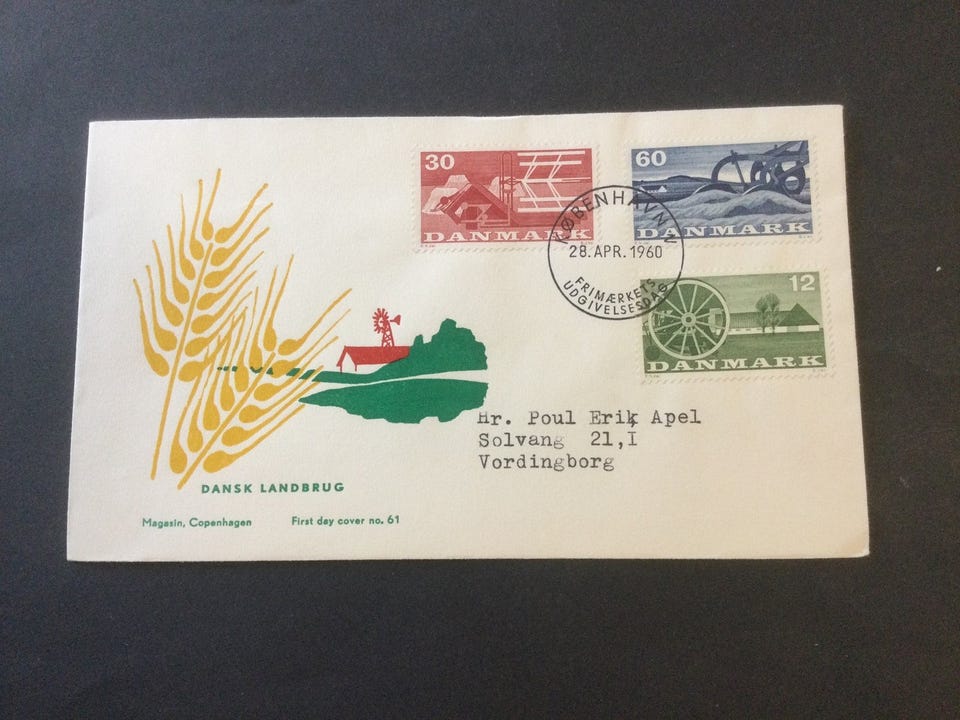 30
DANMARK
60
DANMARK
KØBENHAVN V
28. APR. 1960
FRIMÆRKETS
UDGIVELSESDAG
12
DANMARK
Hr. Poul Erik Apel
Solvang 21,I
Vordingborg
DANSK LANDBRUG
Magasin, Copenhagen First day cover no. 61